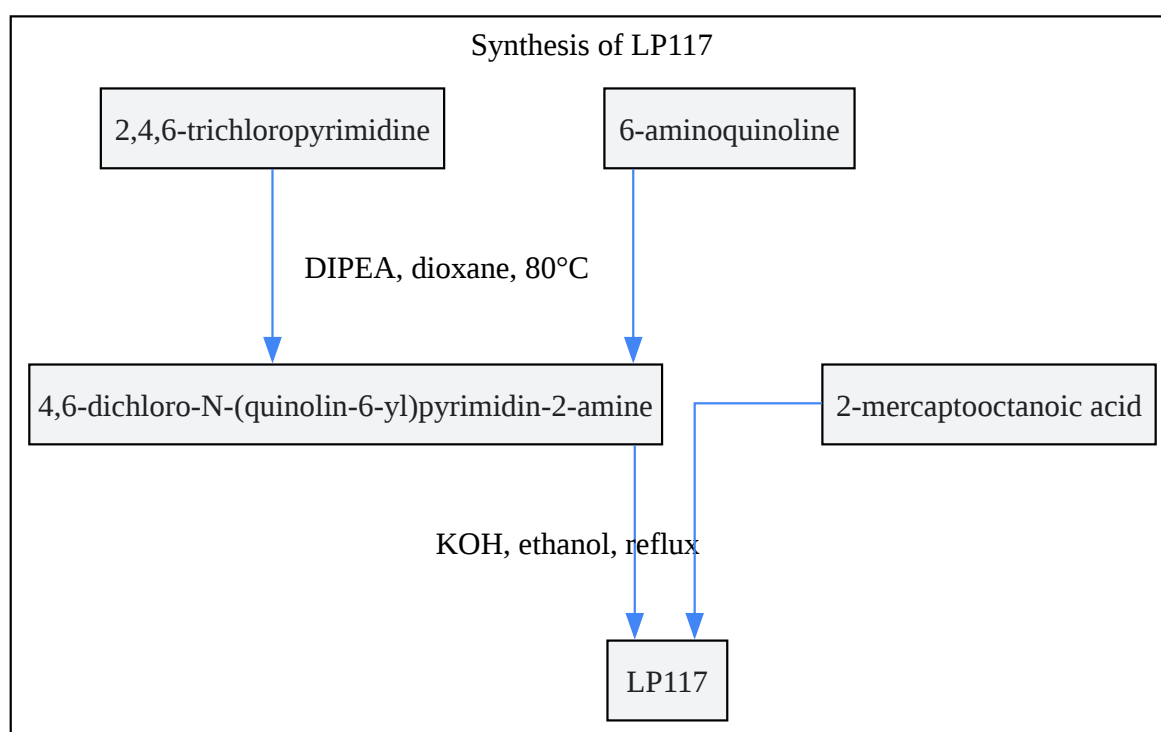 Synthesis of LP117
2,4,6-trichloropyrimidine
6-aminoquinoline
DIPEA, dioxane, 80°C
4,6-dichloro-N-(quinolin-6-yl)pyrimidin-2-amine
2-mercaptooctanoic acid
KOH, ethanol, reflux
LP117